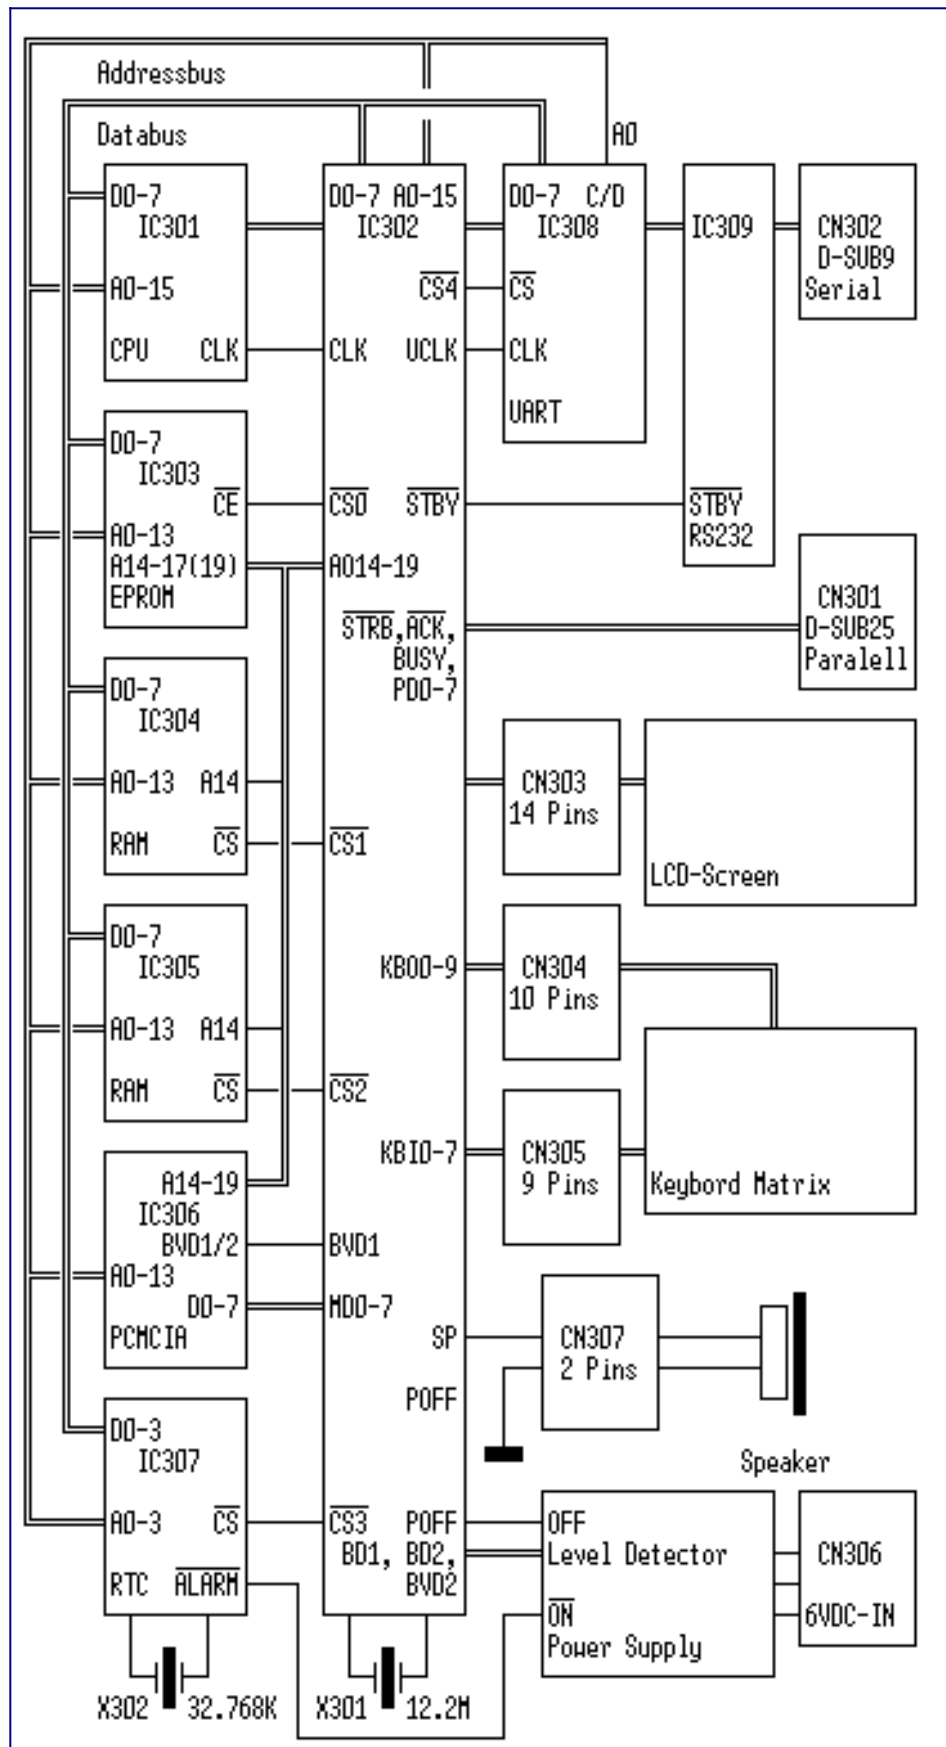 Addressbus
Databus
A0
D0-7
IC301
A0-15
CPU CLK
D0-7 A0-15
IC302
CS4
CLK UCLK
D0-7 C/D
IC308
CS
CLK
UART
IC309
CN302
D-SUB9
Serial
D0-7
IC303
CE
A0-13
A14-17(19)
EPROM
CS0 STBY
STBY
RS232
A014-19
STRB,ACK,
BUSY,
PD0-7
CN301
D-SUB25
Paralell
D0-7
IC304
A0-13 A14
RAM CS
CS1
CN303
14 Pins
LCD-Screen
D0-7
IC305
A0-13 A14
RAM CS
CS2
KBO0-9
CN304
10 Pins
KBI0-7
CN305
9 Pins
Keybord Matrix
A14-19
IC306
BVD1/2
A0-13
D0-7
PCMCIA
BVD1
MD0-7
SP
CN307
2 Pins
POFF
Speaker
D0-3
IC307
A0-3 CS
RTC ALARM
CS3 POFF
BD1, BD2,
BVD2
OFF
Level Detector
ON
Power Supply
CN306
6VDC-IN
X302 32.768K
X301 12.2M